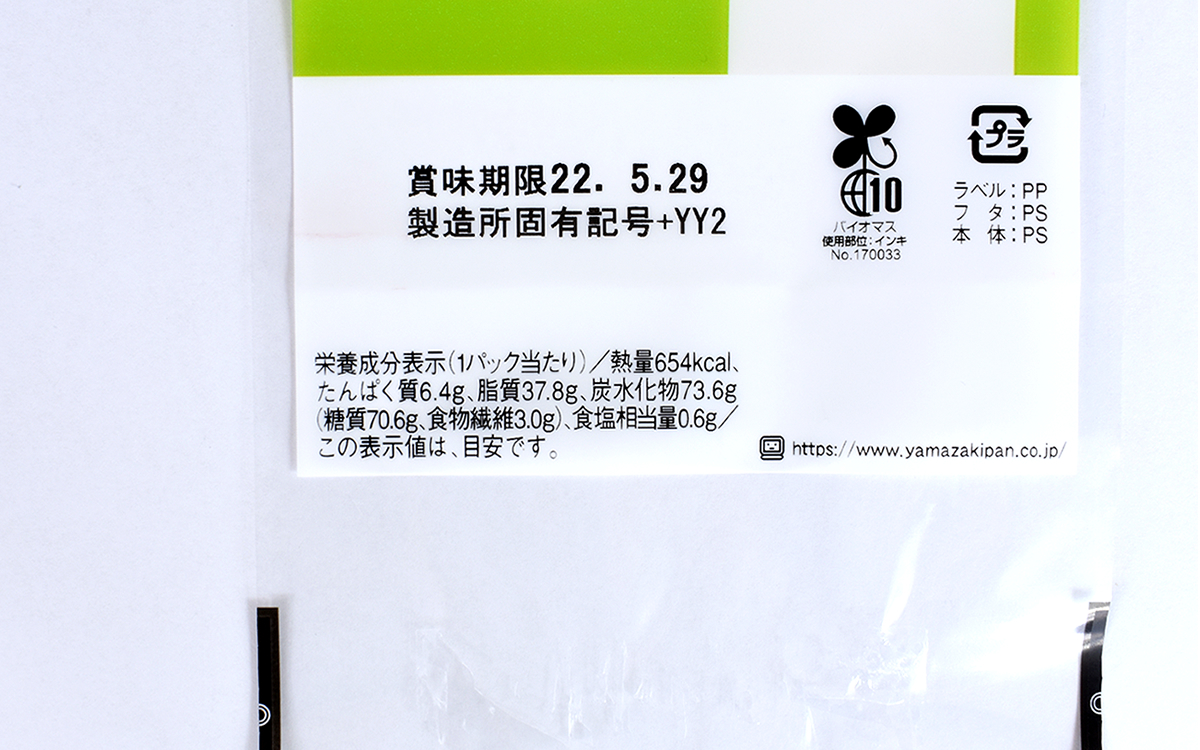 賞味期限22. 5.29
製造所固有記号+YY2
10
バイオマス
使用部位:インキ
No.170033
プラ
ラベル:PP
フ タ:PS
本 体:PS
栄養成分表示(1パック当たり)/熱量654kcal、
たんぱく質6.4g、脂質37.8g、炭水化物73.6g
(糖質70.6g、食物繊維3.0g)、食塩相当量0.6g/
この表示値は、目安です。
https://www.yamazakipan.co.jp/